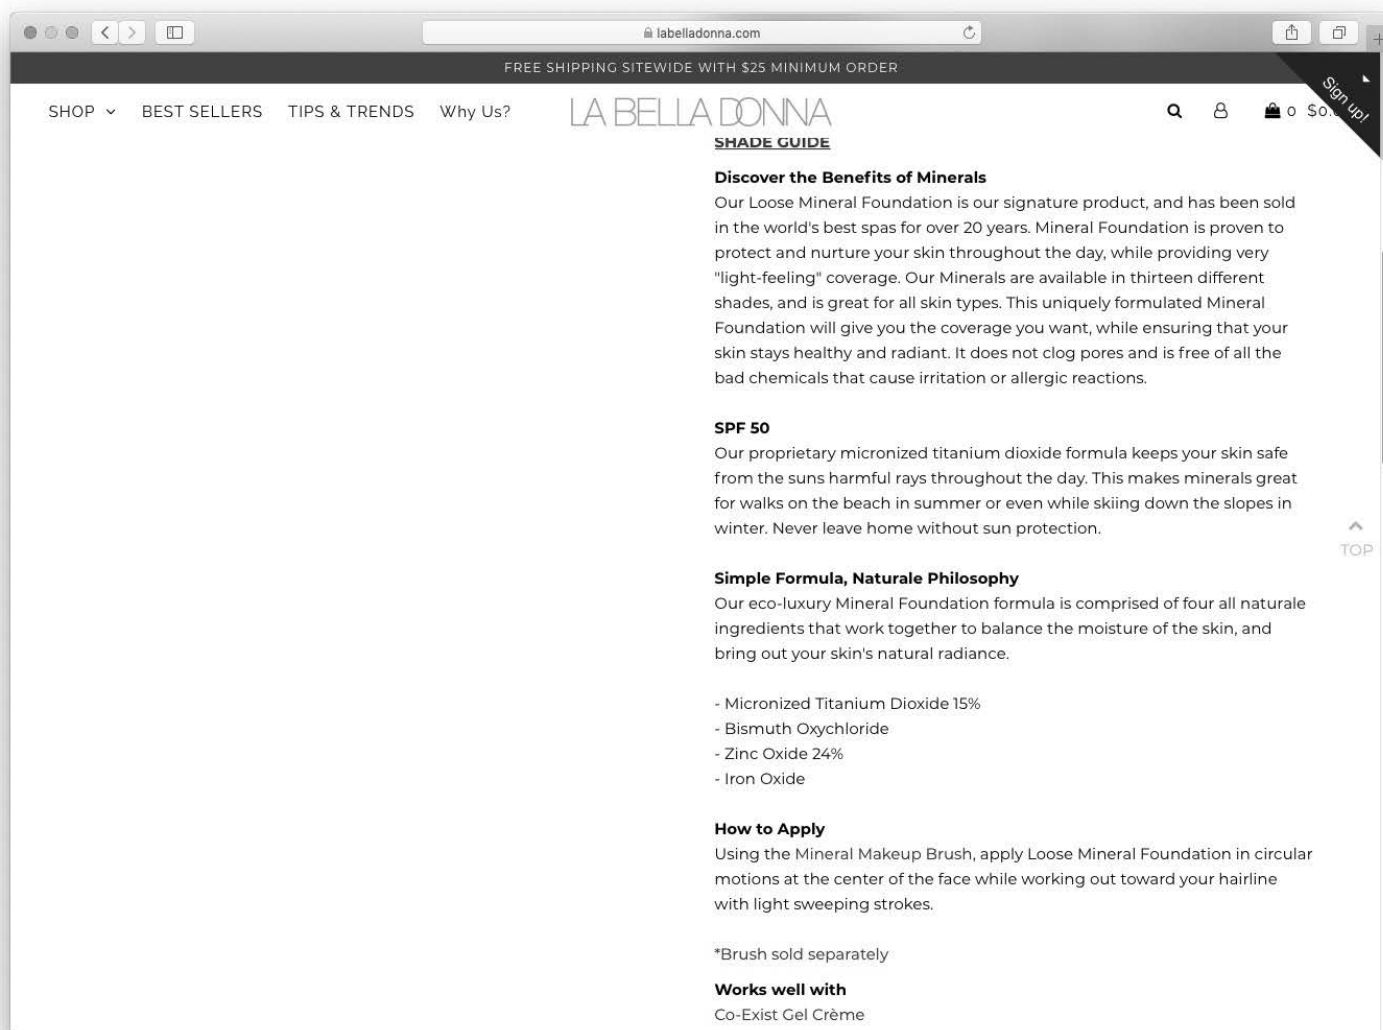 labelladonna.com
FREE SHIPPING SITEWIDE WITH $25 MINIMUM ORDER
Sign up!
SHOP
BEST SELLERS
TIPS & TRENDS
Why Us?
LA BELLA DONNA
0
SHADE GUIDE
Discover the Benefits of Minerals
Our Loose Mineral Foundation is our signature product, and has been sold
in the world's best spas for over 20 years. Mineral Foundation is proven to
protect and nurture your skin throughout the day, while providing very
"light-feeling" coverage. Our Minerals are available in thirteen different
shades, and is great for all skin types. This uniquely formulated Mineral
Foundation will give you the coverage you want, while ensuring that your
skin stays healthy and radiant. It does not clog pores and is free of all the
bad chemicals that cause irritation or allergic reactions.
SPF 50
Our proprietary micronized titanium dioxide formula keeps your skin safe
from the suns harmful rays throughout the day. This makes minerals great
for walks on the beach in summer or even while skiing down the slopes in
winter. Never leave home without sun protection.
TOP
Simple Formula, Naturale Philosophy
Our eco-luxury Mineral Foundation formula is comprised of four all naturale
ingredients that work together to balance the moisture of the skin, and
bring out your skin's natural radiance.
- Micronized Titanium Dioxide 15%
- Bismuth Oxychloride
- Zinc Oxide 24%
- Iron Oxide
How to Apply
Using the Mineral Makeup Brush, apply Loose Mineral Foundation in circular
motions at the center of the face while working out toward your hairline
with light sweeping strokes.
*Brush sold separately
Works well with
Co-Exist Gel Crème